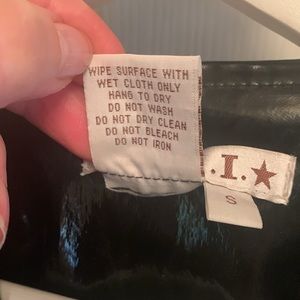 WIPE SURFACE WITH
WET CLOTH ONLY
HANG TO DRY
DO NOT WASH
DO NOT DRY CLEAN
DO NOT BLEACH
DO NOT IRON
.I.★
S